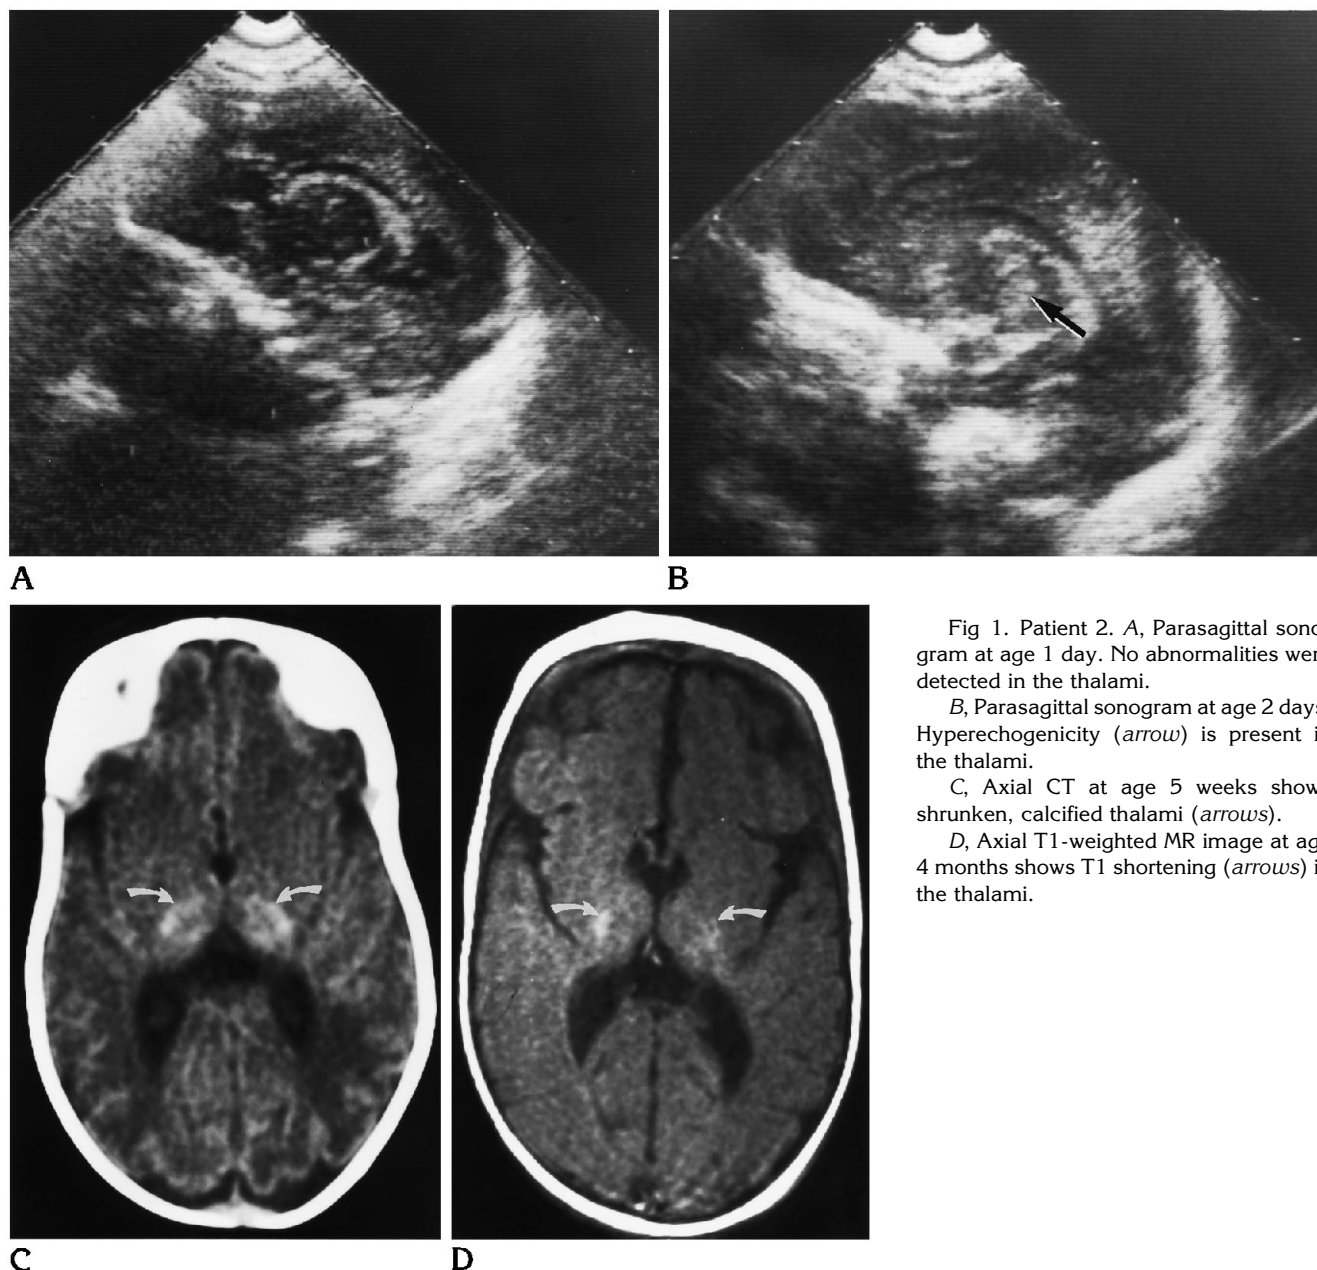 A
B
C
D
Fig 1. Patient 2. A, Parasagittal sono
gram at age 1 day. No abnormalities wer
detected in the thalami.
B, Parasagittal sonogram at age 2 days
Hyperechogenicity (arrow) is present i
the thalami.
C, Axial CT at age 5 weeks show
shrunken, calcified thalami (arrows).
D, Axial T1-weighted MR image at ag
4 months shows T1 shortening (arrows) i
the thalami.